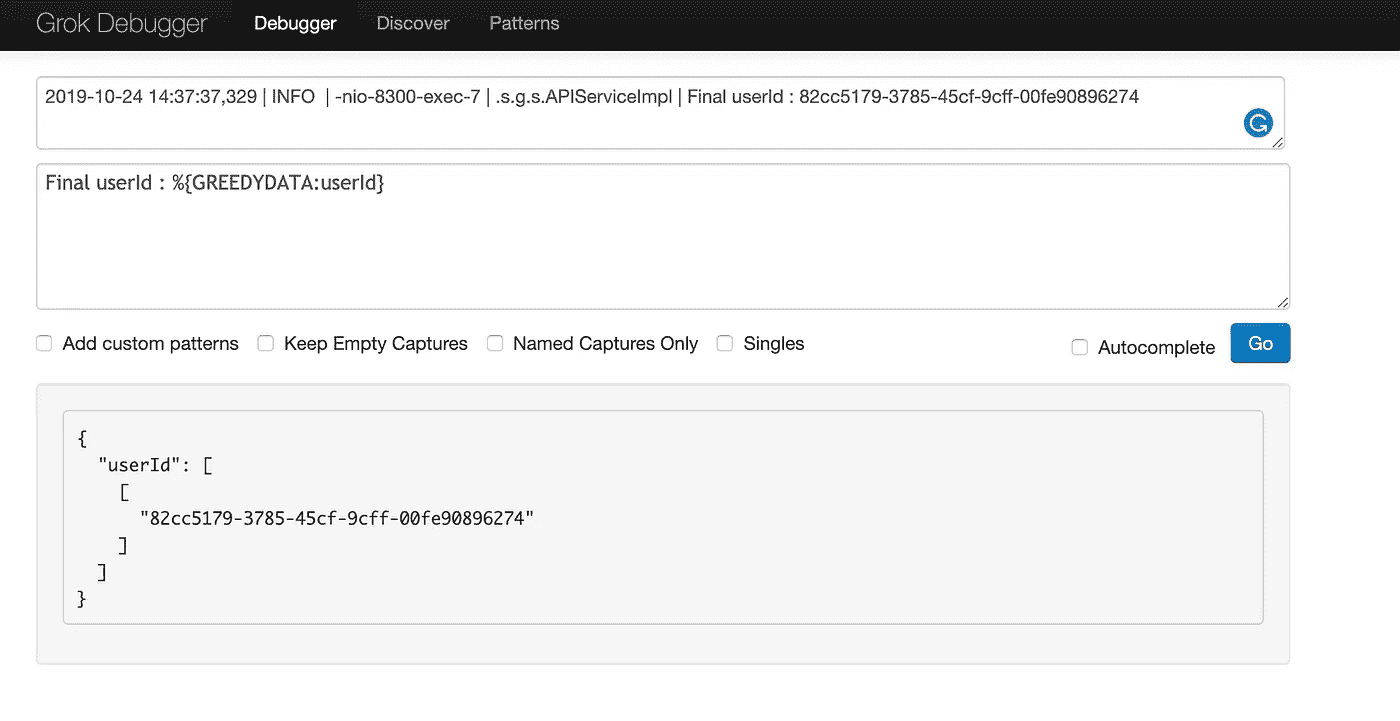 Grok Debugger Debugger Discover Patterns
2019-10-24 14:37:37,329 | INFO  | -nio-8300-exec-7 | .s.g.s.APIServiceImpl | Final userId : 82cc5179-3785-45cf-9cff-00fe90896274
Final userId : %{GREEDYDATA:userId}
Add custom patterns Keep Empty Captures Named Captures Only Singles Autocomplete Go
{
  "userId": [
    [
      "82cc5179-3785-45cf-9cff-00fe90896274"
    ]
  ]
}